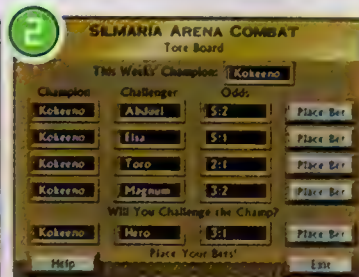 2
SILMARIA ARENA COMBAT
Tote Board
This Week's Champion: Kokeeno
Champion Challenger Odds
Kokeeno Abduel 5:2 Place Bet
Kokeeno Elsa 5:1 Place Bet
Kokeeno Toro 2:1 Place Bet
Kokeeno Magnum 3:2 Place Bet
Will You Challenge the Champ?
Kokeeno Hero 3:1 Place Bet
Help Place Your Bets! Exit